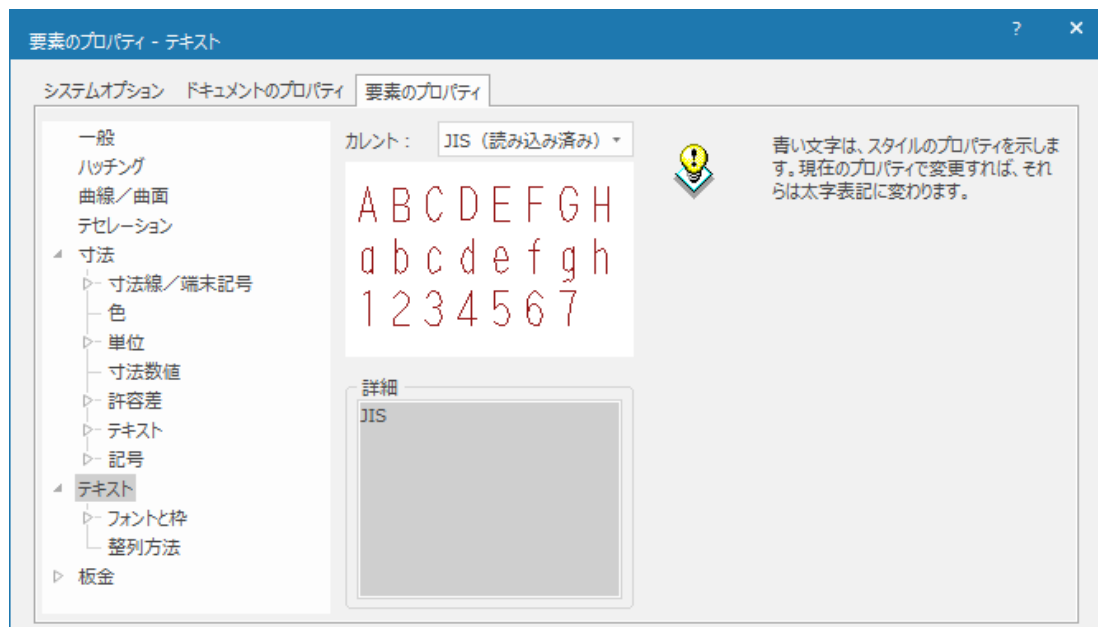 要素のプロパティ - テキスト
? ×
システムオプション ドキュメントのプロパティ 要素のプロパティ
一般
ハッチング
曲線／曲面
テセレーション
寸法
寸法線／端末記号
色
単位
寸法数値
許容差
テキスト
記号
テキスト
フォントと枠
整列方法
板金
カレント： JIS（読み込み済み）
A B C D E F G H
a b c d e f g h
1 2 3 4 5 6 7
詳細
JIS
青い文字は、スタイルのプロパティを示しま
す。現在のプロパティで変更すれば、それ
らは太字表記に変わります。